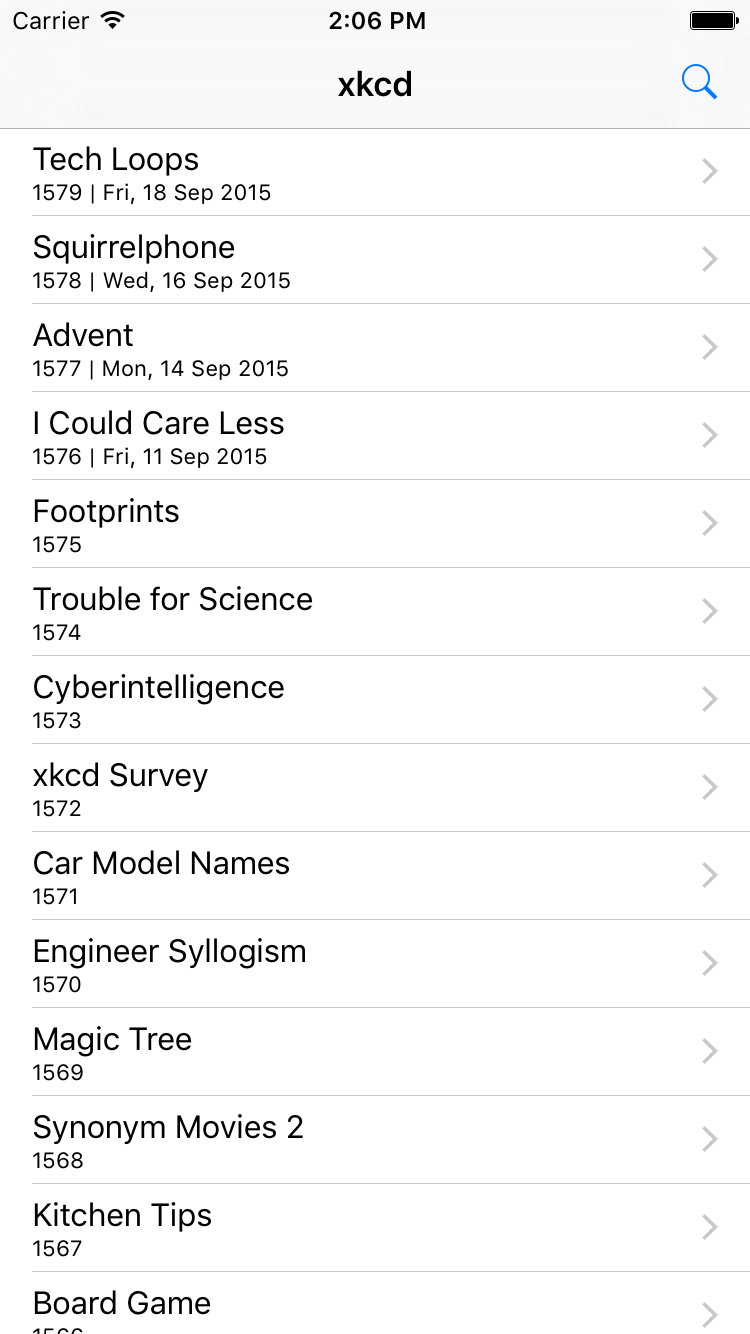 Carrier 2:06 PM
xkcd
Tech Loops
1579 | Fri, 18 Sep 2015
Squirrelphone
1578 | Wed, 16 Sep 2015
Advent
1577 | Mon, 14 Sep 2015
I Could Care Less
1576 | Fri, 11 Sep 2015
Footprints
1575
Trouble for Science
1574
Cyberintelligence
1573
xkcd Survey
1572
Car Model Names
1571
Engineer Syllogism
1570
Magic Tree
1569
Synonym Movies 2
1568
Kitchen Tips
1567
Board Game